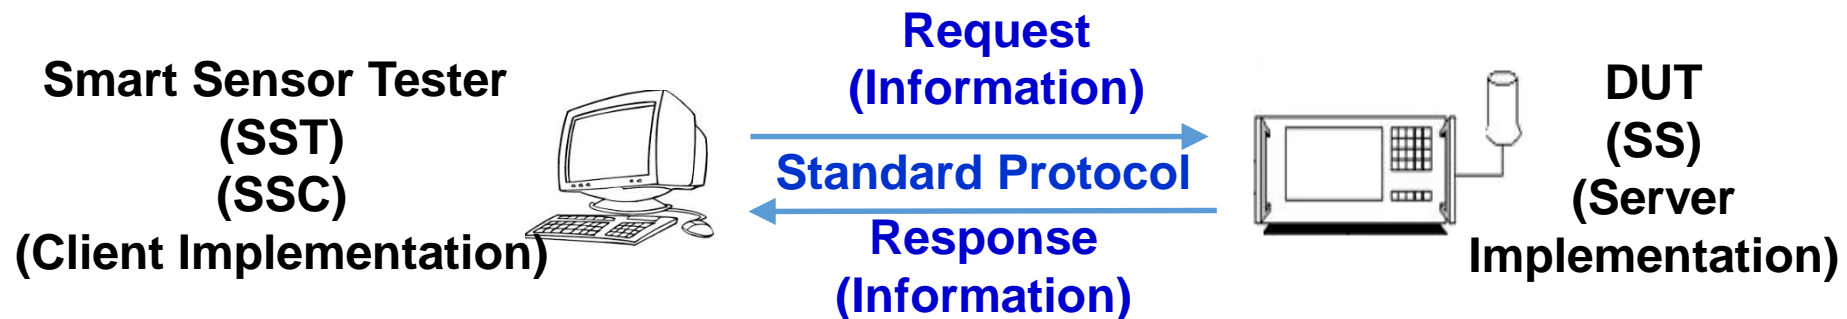 Smart Sensor Tester
(SST)
(SSC)
(Client Implementation)
Request
(Information)
Standard Protocol
Response
(Information)
DUT
(SS)
(Server
Implementation)